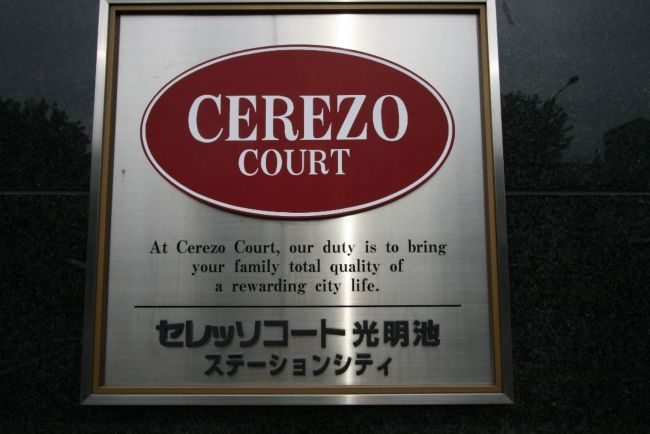 CEREZO
COURT
At Cerezo Court, our duty is to bring
your family total quality of
a rewarding city life.
セレッソコート光明池
ステーションシティ